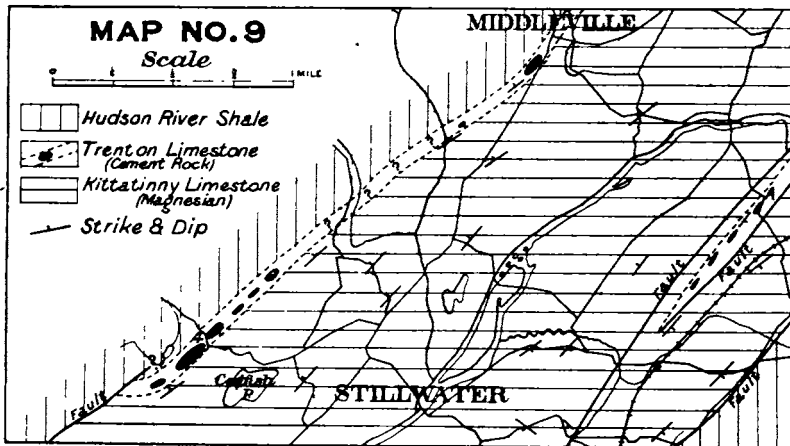 MAP NO.9
Scale
0 1 MILE
Hudson River Shale
Trenton Limestone
(Cement Rock)
Kittatinny Limestone
(Magnesian)
Strike & Dip
MIDDLEVILLE
Fault
Fault
STILLWATER
P.
Fault
Fault